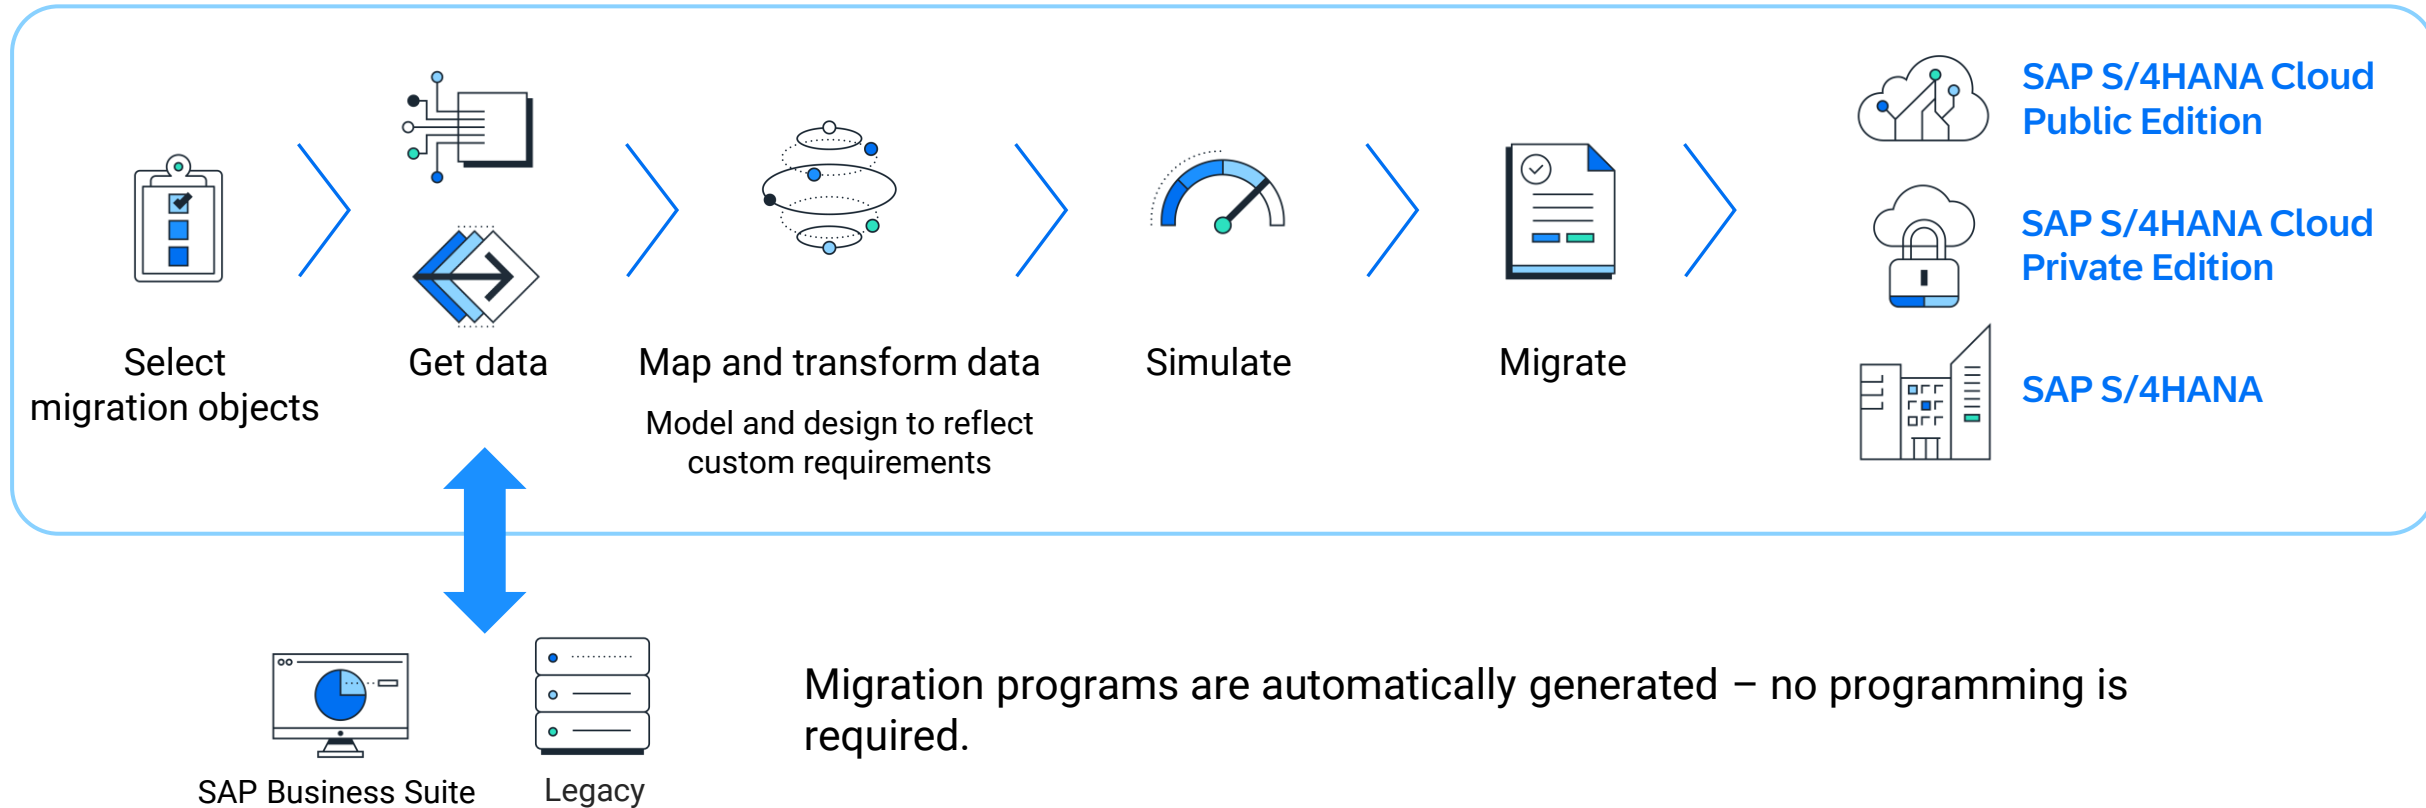 Select
migration objects
Get data
Map and transform data
Model and design to reflect
custom requirements
Simulate
Migrate
SAP S/4HANA Cloud
Public Edition
SAP S/4HANA Cloud
Private Edition
SAP S/4HANA
SAP Business Suite
Legacy
Migration programs are automatically generated – no programming is
required.